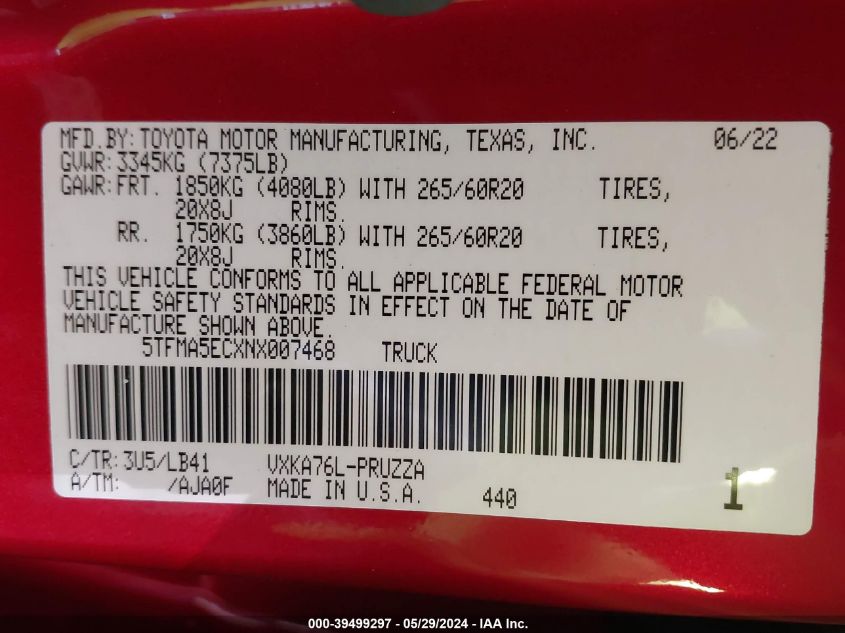 MFD.BY:TOYOTA MOTOR MANUFACTURING, TEXAS, INC. 06/22
GVWR:3345KG (7375LB)
GAWR:FRT. 1850KG (4080LB) WITH 265/60R20 TIRES,
20X8J RIMS.
RR. 1750KG (3860LB) WITH 265/60R20 TIRES,
20X8J RIMS.
THIS VEHICLE CONFORMS TO ALL APPLICABLE FEDERAL MOTOR
VEHICLE SAFETY STANDARDS IN EFFECT ON THE DATE OF
MANUFACTURE SHOWN ABOVE.
5TFMA5ECXNX007468 TRUCK
C/TR:3U5/LB41 VXKA76L-PRUZZA
A/TM: /AJA0F MADE IN U.S.A. 440 1
000-39499297 - 05/29/2024 - IAA Inc.